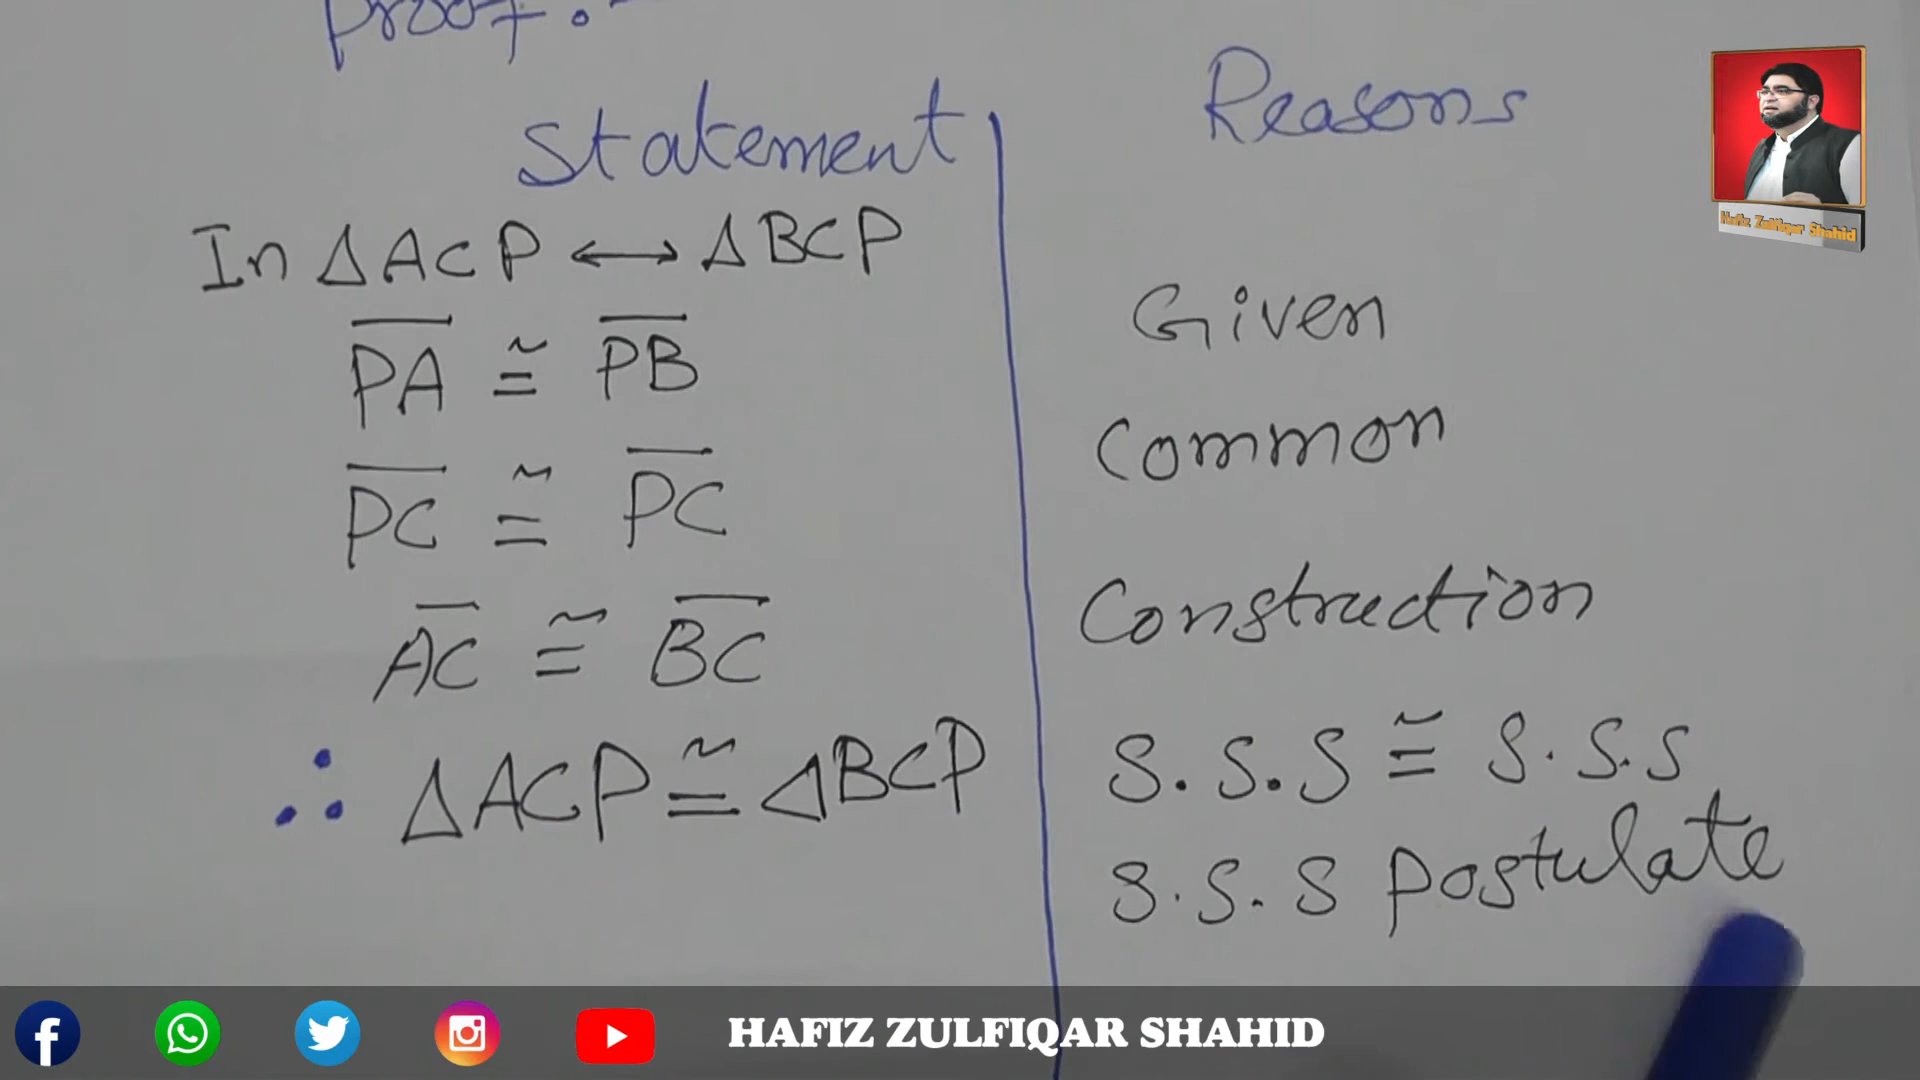 Proof:-
Statement
Reasons
In ΔACP ↔ ΔBCP
PA ≅ PB
Given
PC ≅ PC
Common
AC ≅ BC
Construction
∴ ΔACP ≅ ΔBCP
S.S.S ≅ S.S.S
S.S.S Postulate
Hafiz Zulfiqar Shahid
HAFIZ ZULFIQAR SHAHID